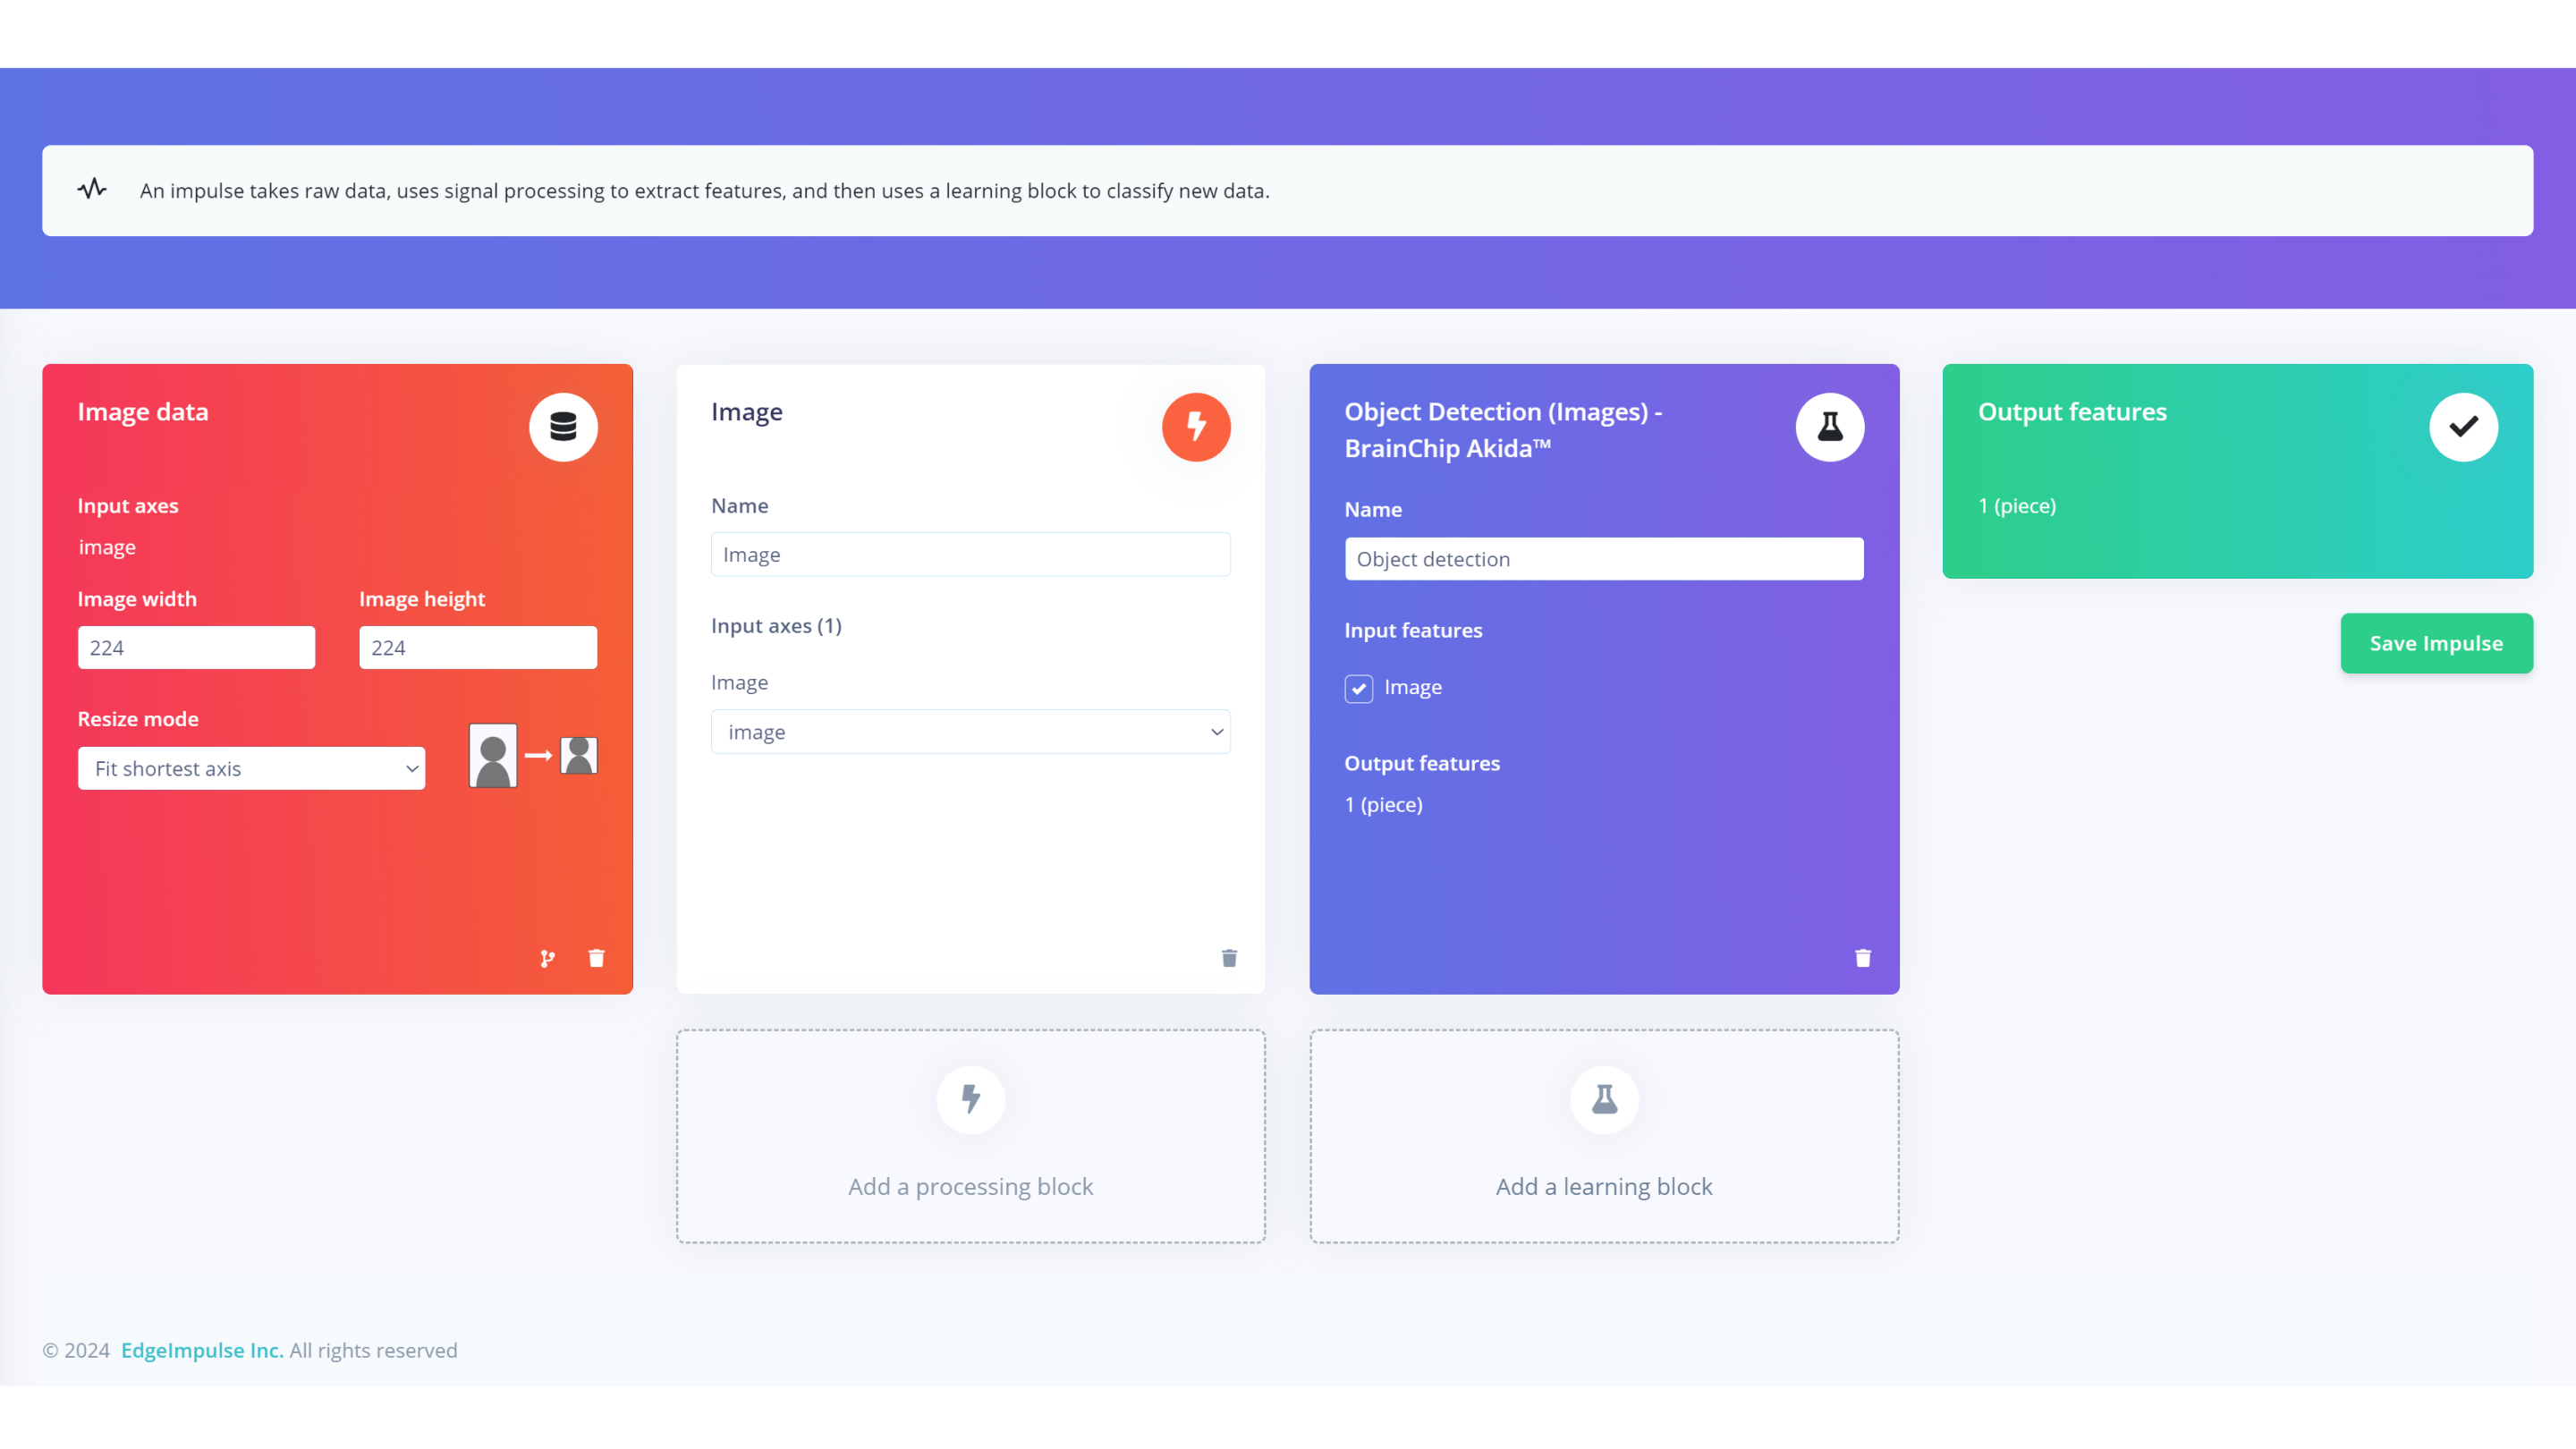 An impulse takes raw data, uses signal processing to extract features, and then uses a learning block to classify new data.
Image data
Input axes
image
Image width
Image height
224
224
Resize mode
Fit shortest axis
Image
Name
Image
Input axes (1)
Image
image
Object Detection (Images) -
BrainChip Akida™
Name
Object detection
Input features
Image
Output features
1 (piece)
Output features
1 (piece)
Save Impulse
Add a processing block
Add a learning block
© 2024 EdgeImpulse Inc. All rights reserved